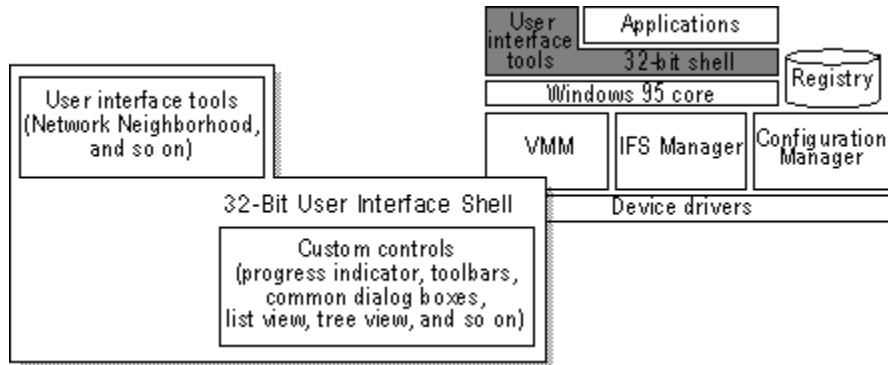 User
interface
tools
Applications
32-bit shell
Registry
Windows 95 core
VMM
IFS Manager
Configuration
Manager
Device drivers
User interface tools
(Network Neighborhood,
and so on)
32-Bit User Interface Shell
Custom controls
(progress indicator, toolbars,
common dialog boxes,
list view, tree view, and so on)